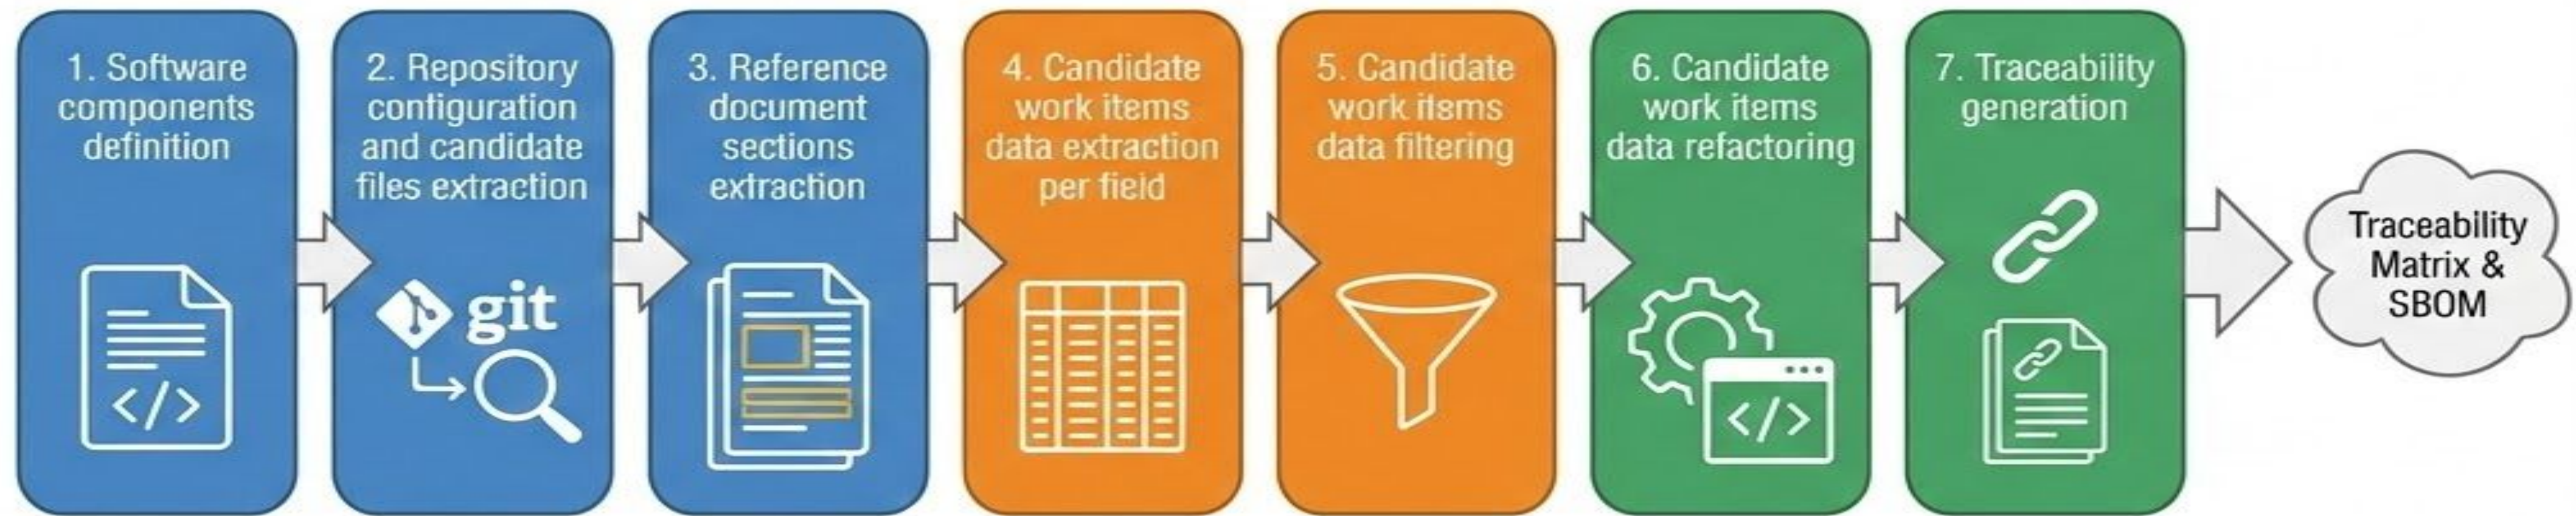 1. Software
components
definition
2. Repository
configuration
and candidate
files extraction
git
3. Reference
document
sections
extraction
4. Candidate
work items
data extraction
per field
5. Candidate
work items
data filtering
6. Candidate
work items
data refactoring
7. Traceability
generation
Traceability
Matrix &
SBOM